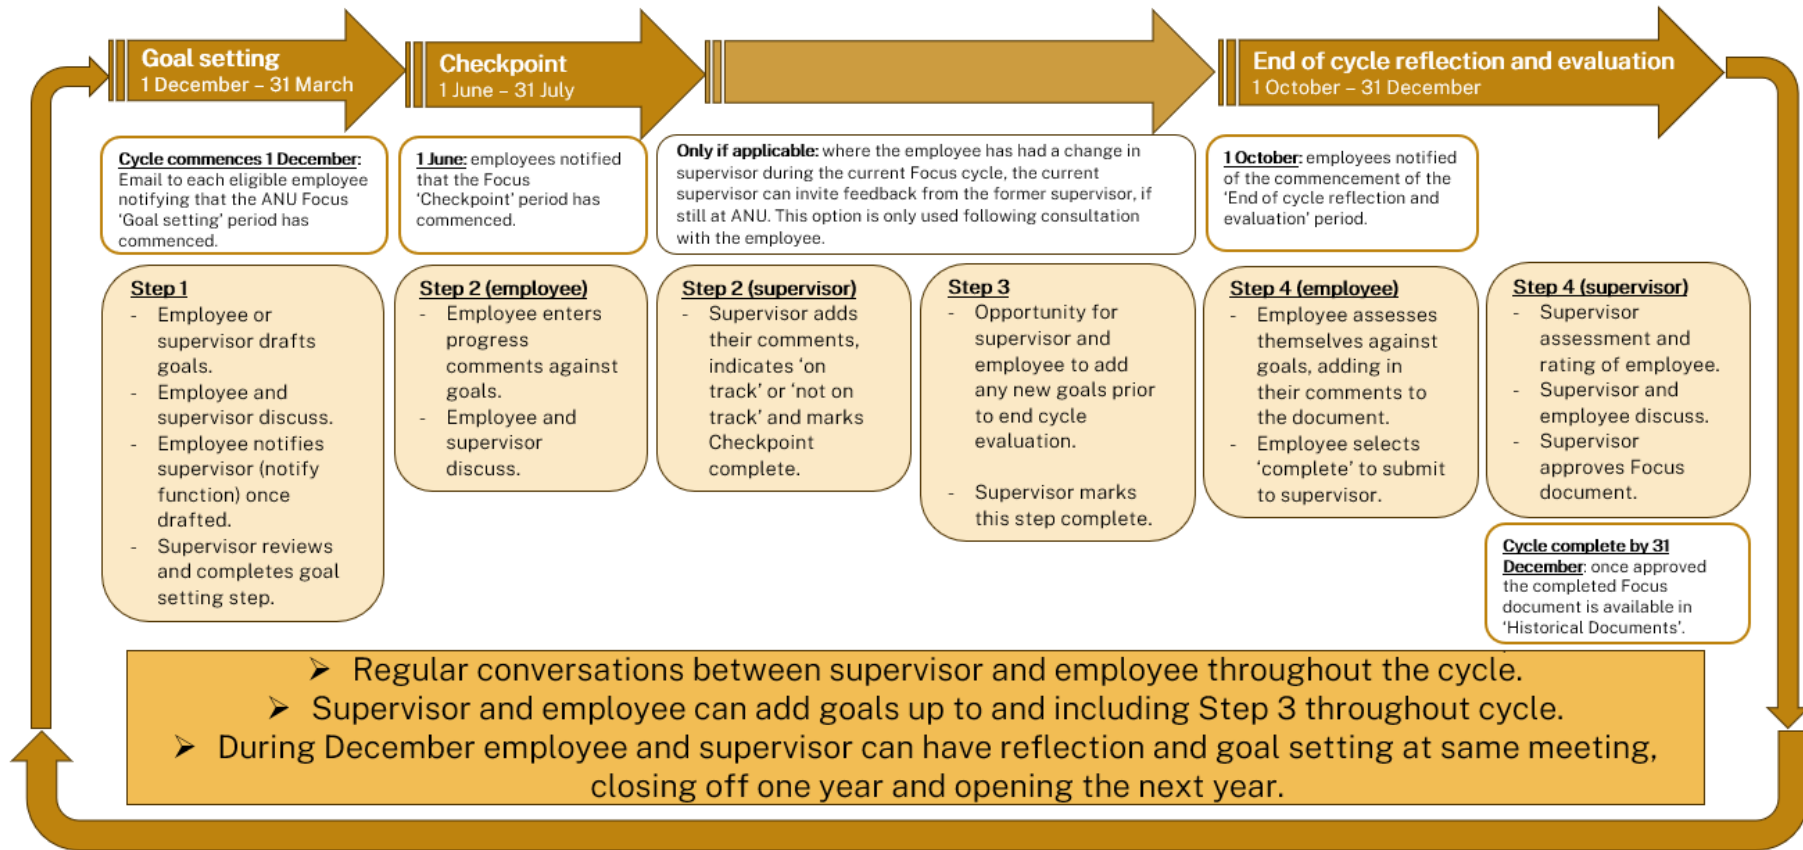 Goal setting
1 December – 31 March
Checkpoint
1 June – 31 July
End of cycle reflection and evaluation
1 October – 31 December
Cycle commences 1 December:
Email to each eligible employee
notifying that the ANU Focus
‘Goal setting’ period has
commenced.
1 June: employees notified
that the Focus
‘Checkpoint’ period has
commenced.
Only if applicable: where the employee has had a change in
supervisor during the current Focus cycle, the current
supervisor can invite feedback from the former supervisor, if
still at ANU. This option is only used following consultation
with the employee.
1 October: employees notified
of the commencement of the
‘End of cycle reflection and
evaluation’ period.
Step 1
- Employee or
supervisor drafts
goals.
- Employee and
supervisor discuss.
- Employee notifies
supervisor (notify
function) once
drafted.
- Supervisor reviews
and completes goal
setting step.
Step 2 (employee)
- Employee enters
progress
comments against
goals.
- Employee and
supervisor
discuss.
Step 2 (supervisor)
- Supervisor adds
their comments,
indicates ‘on
track’ or ‘not on
track’ and marks
Checkpoint
complete.
Step 3
- Opportunity for
supervisor and
employee to add
any new goals prior
to end cycle
evaluation.
- Supervisor marks
this step complete.
Step 4 (employee)
- Employee assesses
themselves against
goals, adding in
their comments to
the document.
- Employee selects
‘complete’ to submit
to supervisor.
Step 4 (supervisor)
- Supervisor
assessment and
rating of employee.
- Supervisor and
employee discuss.
- Supervisor
approves Focus
document.
Cycle complete by 31
December: once approved
the completed Focus
document is available in
‘Historical Documents’.
➢ Regular conversations between supervisor and employee throughout the cycle.
➢ Supervisor and employee can add goals up to and including Step 3 throughout cycle.
➢ During December employee and supervisor can have reflection and goal setting at same meeting,
closing off one year and opening the next year.